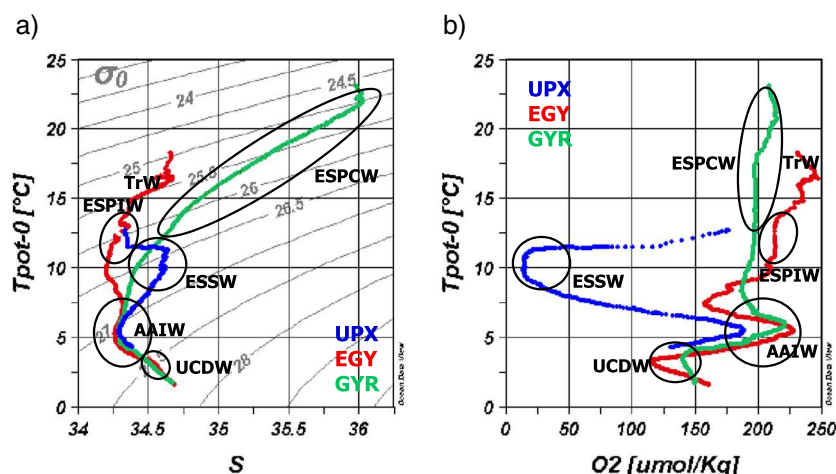 a)
b)
σ₀
24
24.5
25
25.5
26
26.5
27
28
TrW
ESPIW
ESPCW
ESSW
AAIW
UCDW
UPX
EGY
GYR
Tpot-0 [°C]
25
20
15
10
5
0
34
34.5
35
35.5
36
S
Ocean Data View
UPX
EGY
GYR
ESPCW
TrW
ESPIW
ESSW
AAIW
UCDW
Tpot-0 [°C]
25
20
15
10
5
0
0
50
100
150
200
250
O2 [umol/Kg]
Ocean Data View